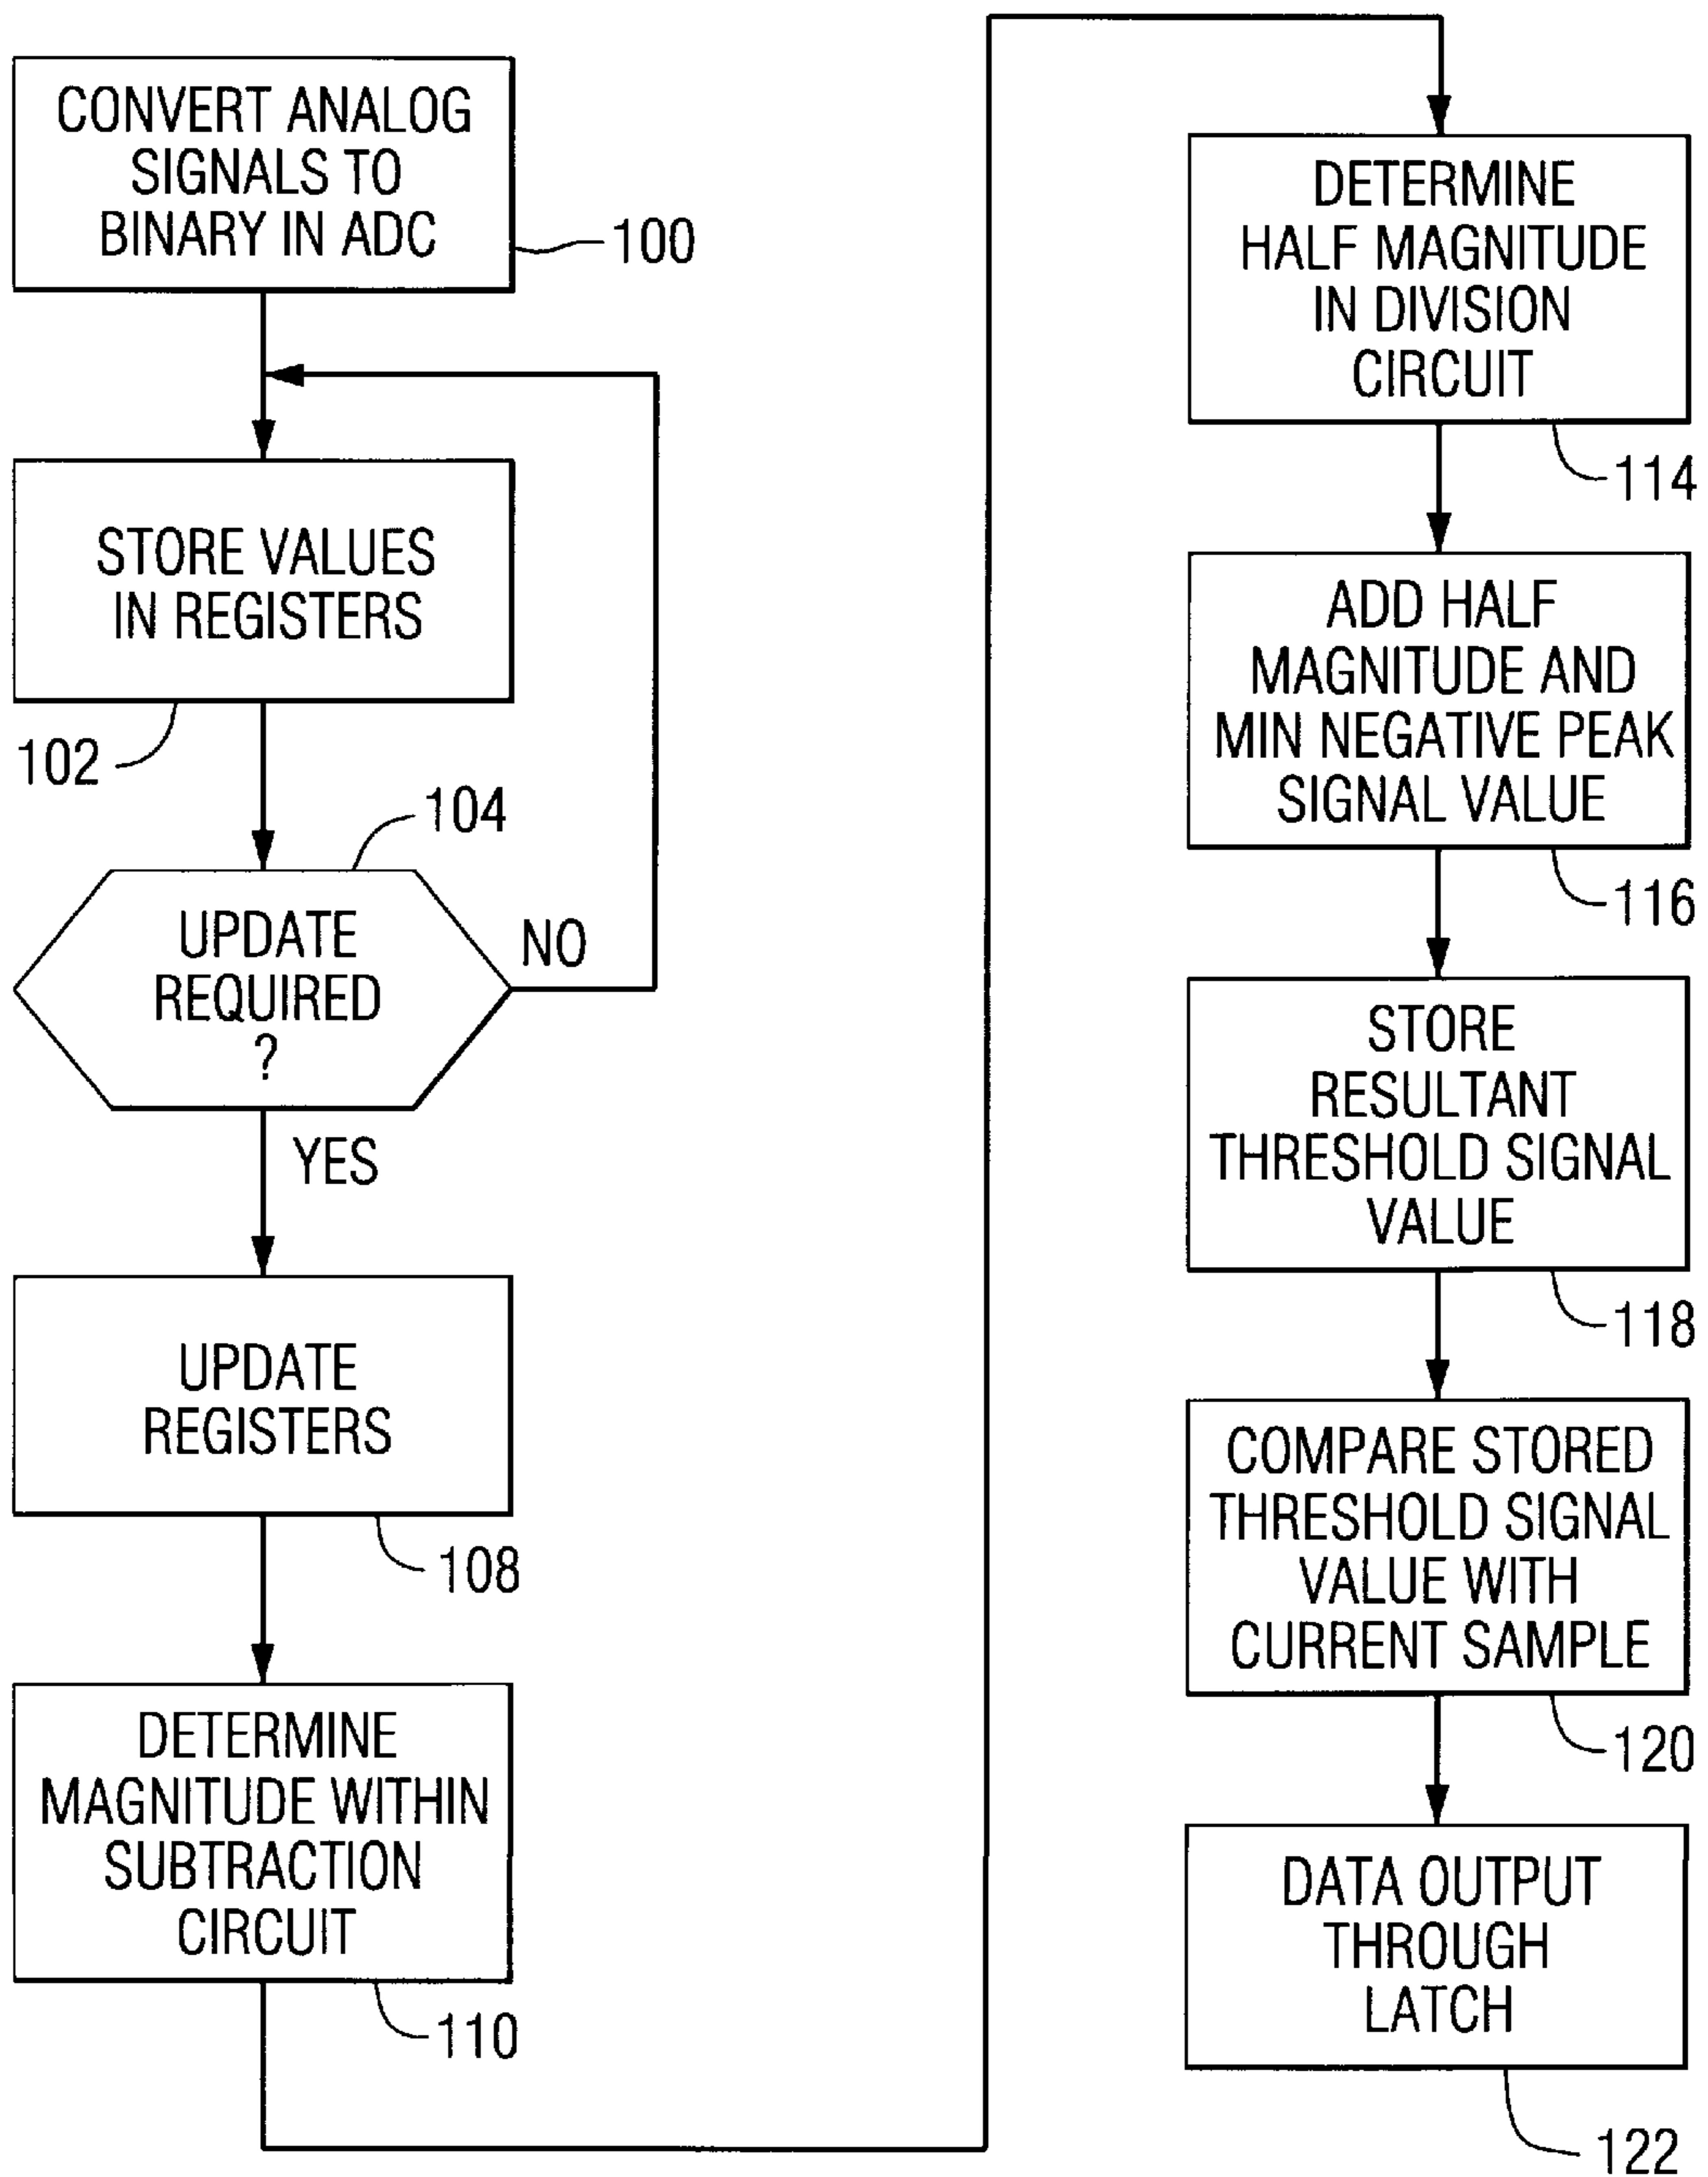 CONVERT ANALOG
SIGNALS TO
BINARY IN ADC
100
STORE VALUES
IN REGISTERS
102
104
UPDATE
REQUIRED
?
NO
YES
UPDATE
REGISTERS
108
DETERMINE
MAGNITUDE WITHIN
SUBTRACTION
CIRCUIT
110
DETERMINE
HALF MAGNITUDE
IN DIVISION
CIRCUIT
114
ADD HALF
MAGNITUDE AND
MIN NEGATIVE PEAK
SIGNAL VALUE
116
STORE
RESULTANT
THRESHOLD SIGNAL
VALUE
118
COMPARE STORED
THRESHOLD SIGNAL
VALUE WITH
CURRENT SAMPLE
120
DATA OUTPUT
THROUGH
LATCH
122